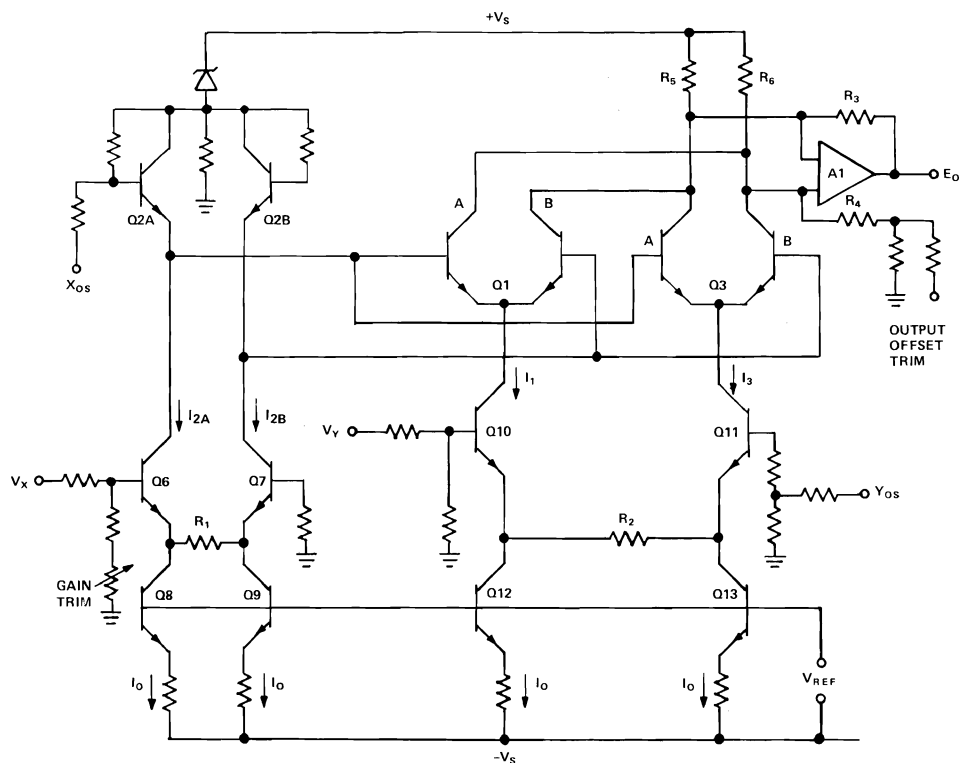 +VS
R5
R6
R3
A1
EO
R4
Q2A
Q2B
A
B
A
B
XOS
Q1
Q3
OUTPUT
OFFSET
TRIM
I2A
I2B
I1
I3
VY
Q10
Q11
VX
Q6
Q7
YOS
R1
R2
GAIN
TRIM
Q8
Q9
Q12
Q13
IO
IO
IO
IO
VREF
−VS